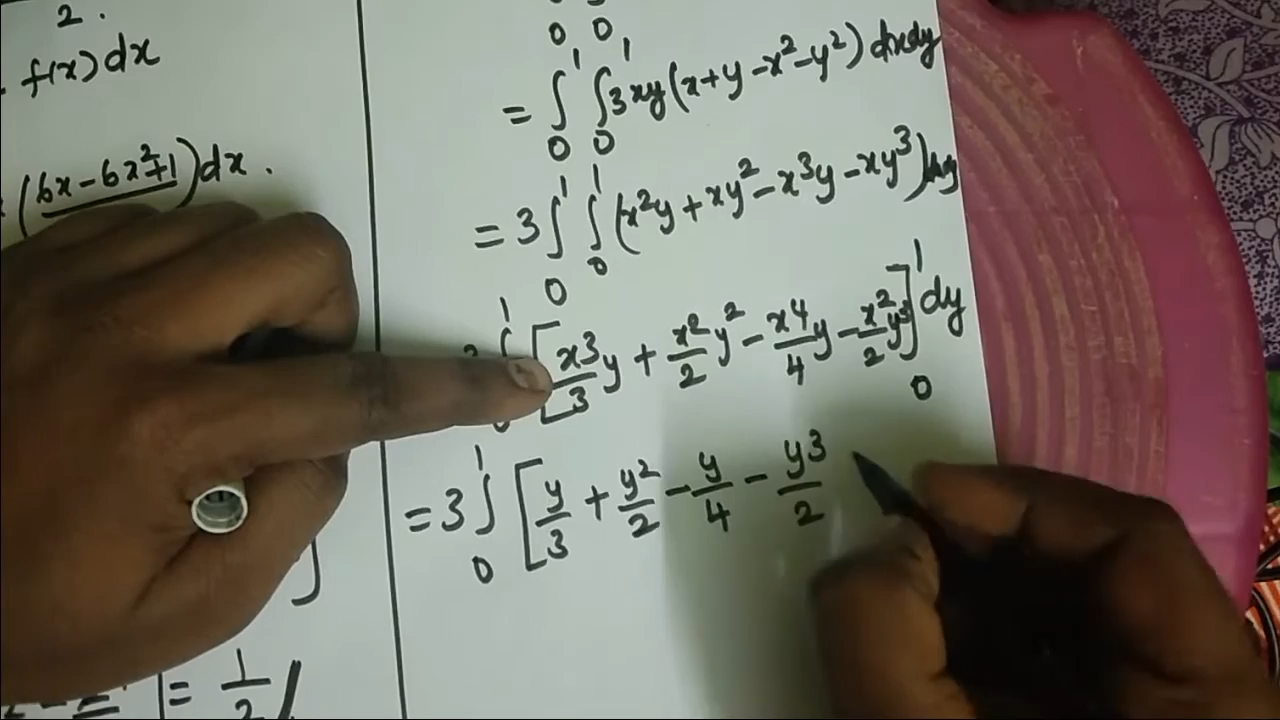 2.
f(x) dx
(6x - 6x²+1) dx.
0 0
= ∫₀¹ ∫₀¹ 3xy(x+y-x²-y²) dxdy
= 3 ∫₀¹ ∫₀¹ (x²y + xy² - x³y - xy³)
∫₀¹ [x³/3 y + x²/2 y² - x⁴/4 y - x²/2 y³]₀¹ dy
= 3 ∫₀¹ [y/3 + y²/2 - y/4 - y³/2
= 1/2